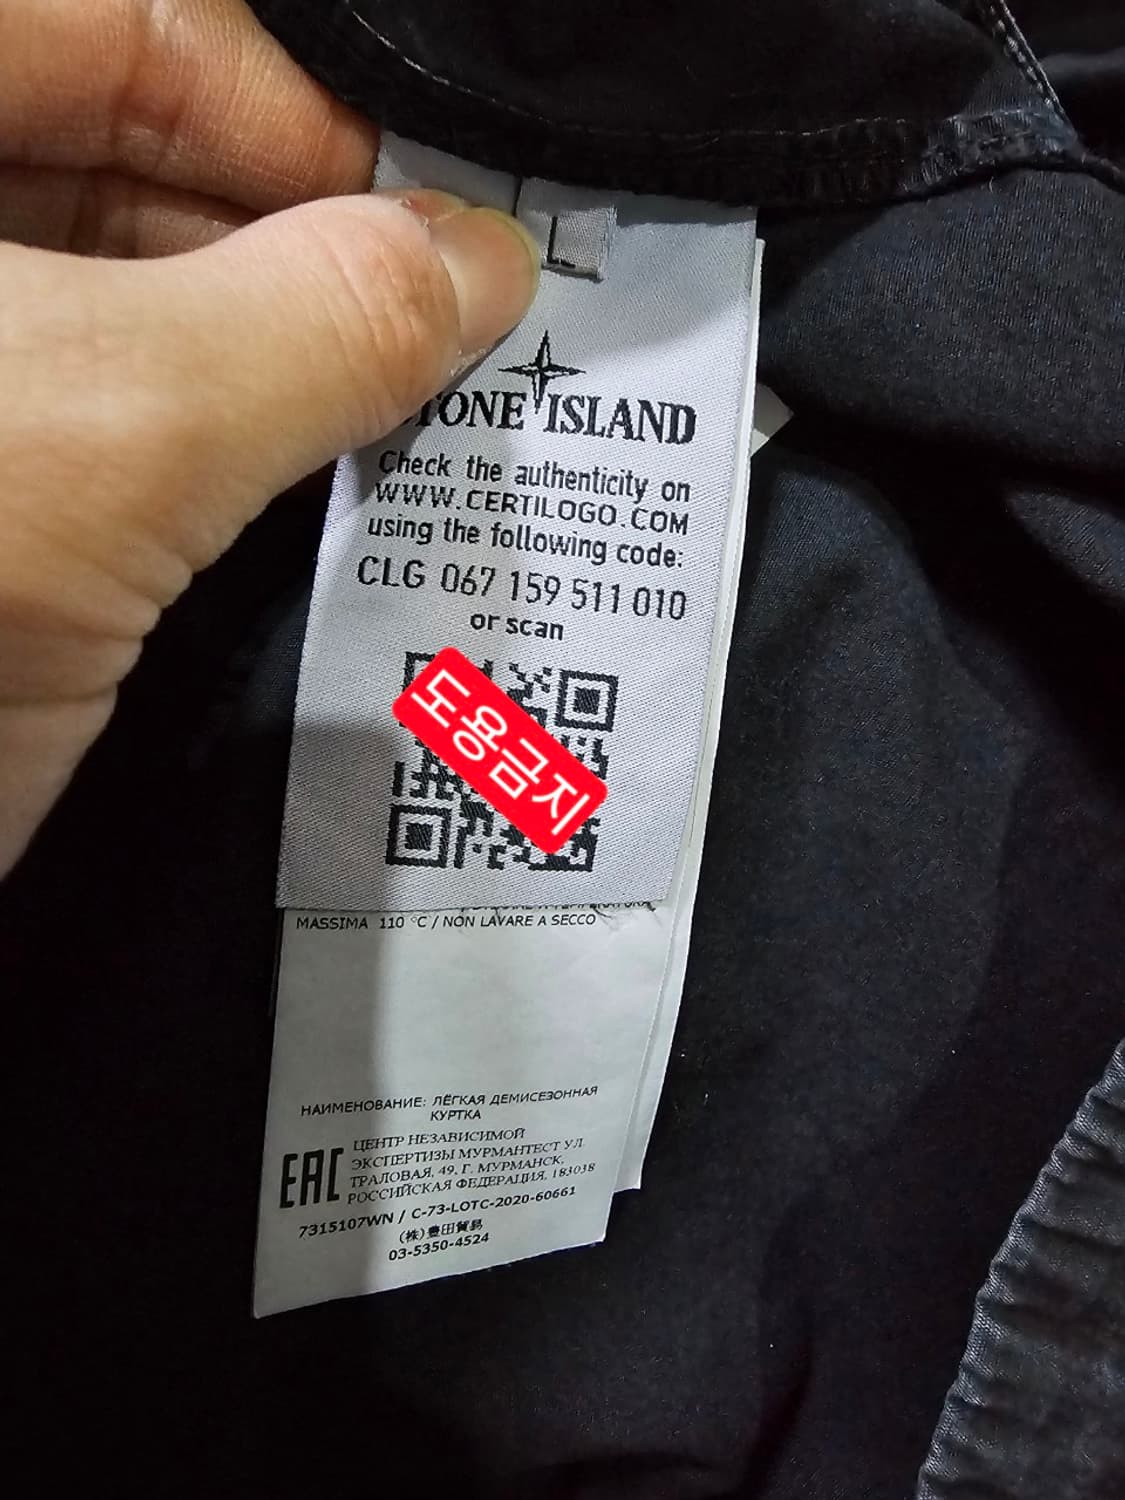 L
STONE ISLAND
Check the authenticity on
WWW.CERTILOGO.COM
using the following code:
CLG 067 159 511 010
or scan
도용금지
MASSIMA 110 °C / NON LAVARE A SECCO
НАИМЕНОВАНИЕ: ЛЁГКАЯ ДЕМИСЕЗОННАЯ
КУРТКА
EAC
ЦЕНТР НЕЗАВИСИМОЙ
ЭКСПЕРТИЗЫ МУРМАНТЕСТ УЛ.
ТРАЛОВАЯ, 49, Г. МУРМАНСК,
РОССИЙСКАЯ ФЕДЕРАЦИЯ, 183038
7315107WN / C-73-LOTC-2020-60661
(株)豊田貿易
03-5350-4524